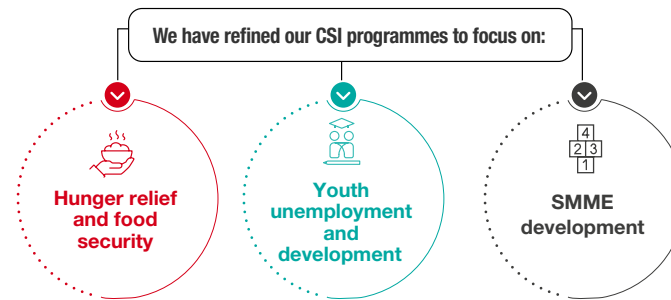 We have refined our CSI programmes to focus on:
Hunger relief
and food
security
Youth
unemployment
and
development
4
2 3
1
SMME
development